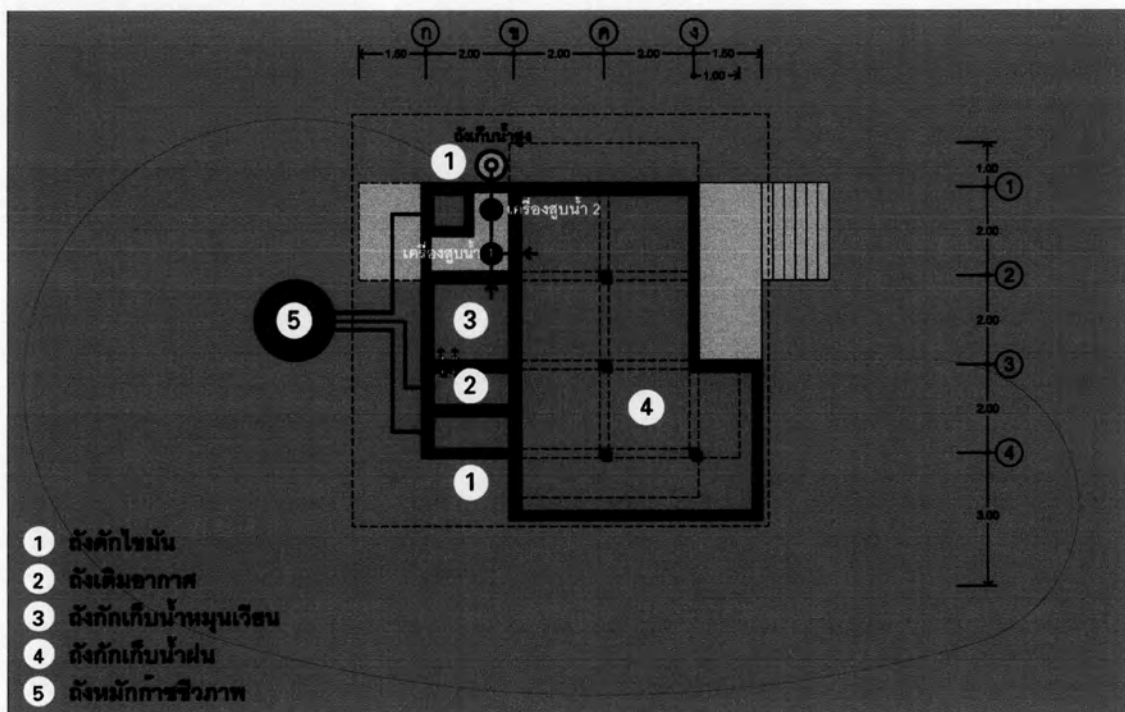 ก ข ค ง
1.50 2.00 2.00 2.00 1.50
1.00
ถังเก็บน้ำสูง
1
1.00
1
เครื่องสูบน้ำ 2
2.00
เครื่องสูบน้ำ
2
5
3
2.00
3
2
4
2.00
4
1
3.00
1 ถังดักไขมัน
2 ถังเติมอากาศ
3 ถังกักเก็บน้ำหมุนเวียน
4 ถังกักเก็บน้ำฝน
5 ถังหมักก๊าซชีวภาพ